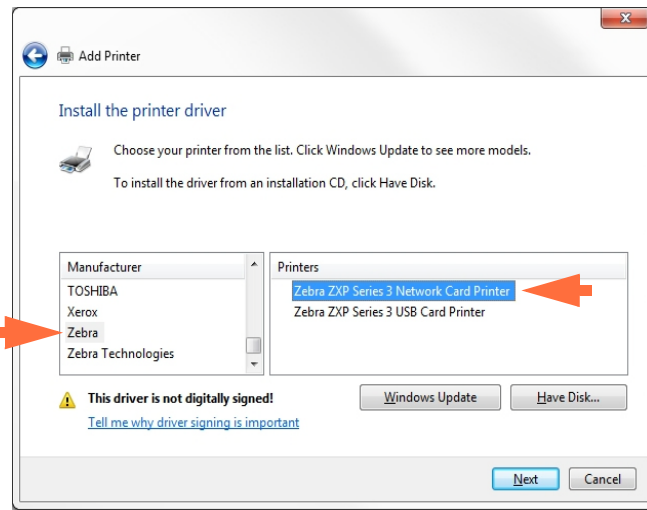 Add Printer
Install the printer driver
Choose your printer from the list. Click Windows Update to see more models.
To install the driver from an installation CD, click Have Disk.
Manufacturer
TOSHIBA
Xerox
Zebra
Zebra Technologies
Printers
Zebra ZXP Series 3 Network Card Printer
Zebra ZXP Series 3 USB Card Printer
This driver is not digitally signed!
Tell me why driver signing is important
Windows Update
Have Disk...
Next
Cancel